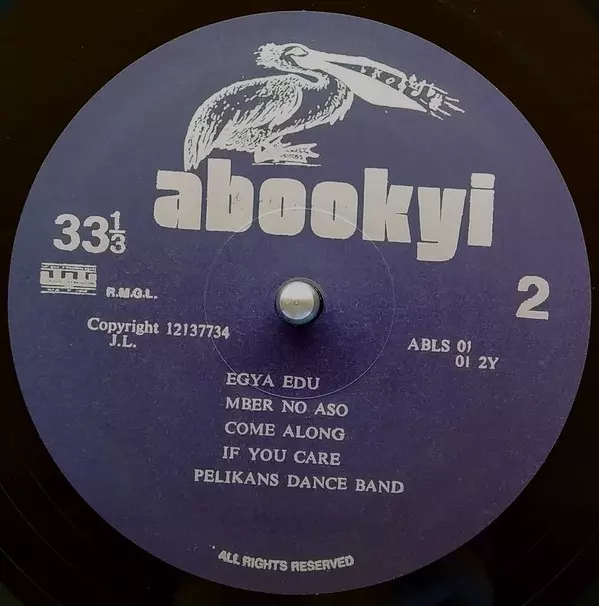 abookyi
33⅓
R.M.G.L.
2
Copyright 12137734
J.L.
ABLS 01
01 2Y
EGYA EDU
MBER NO ASO
COME ALONG
IF YOU CARE
PELIKANS DANCE BAND
ALL RIGHTS RESERVED